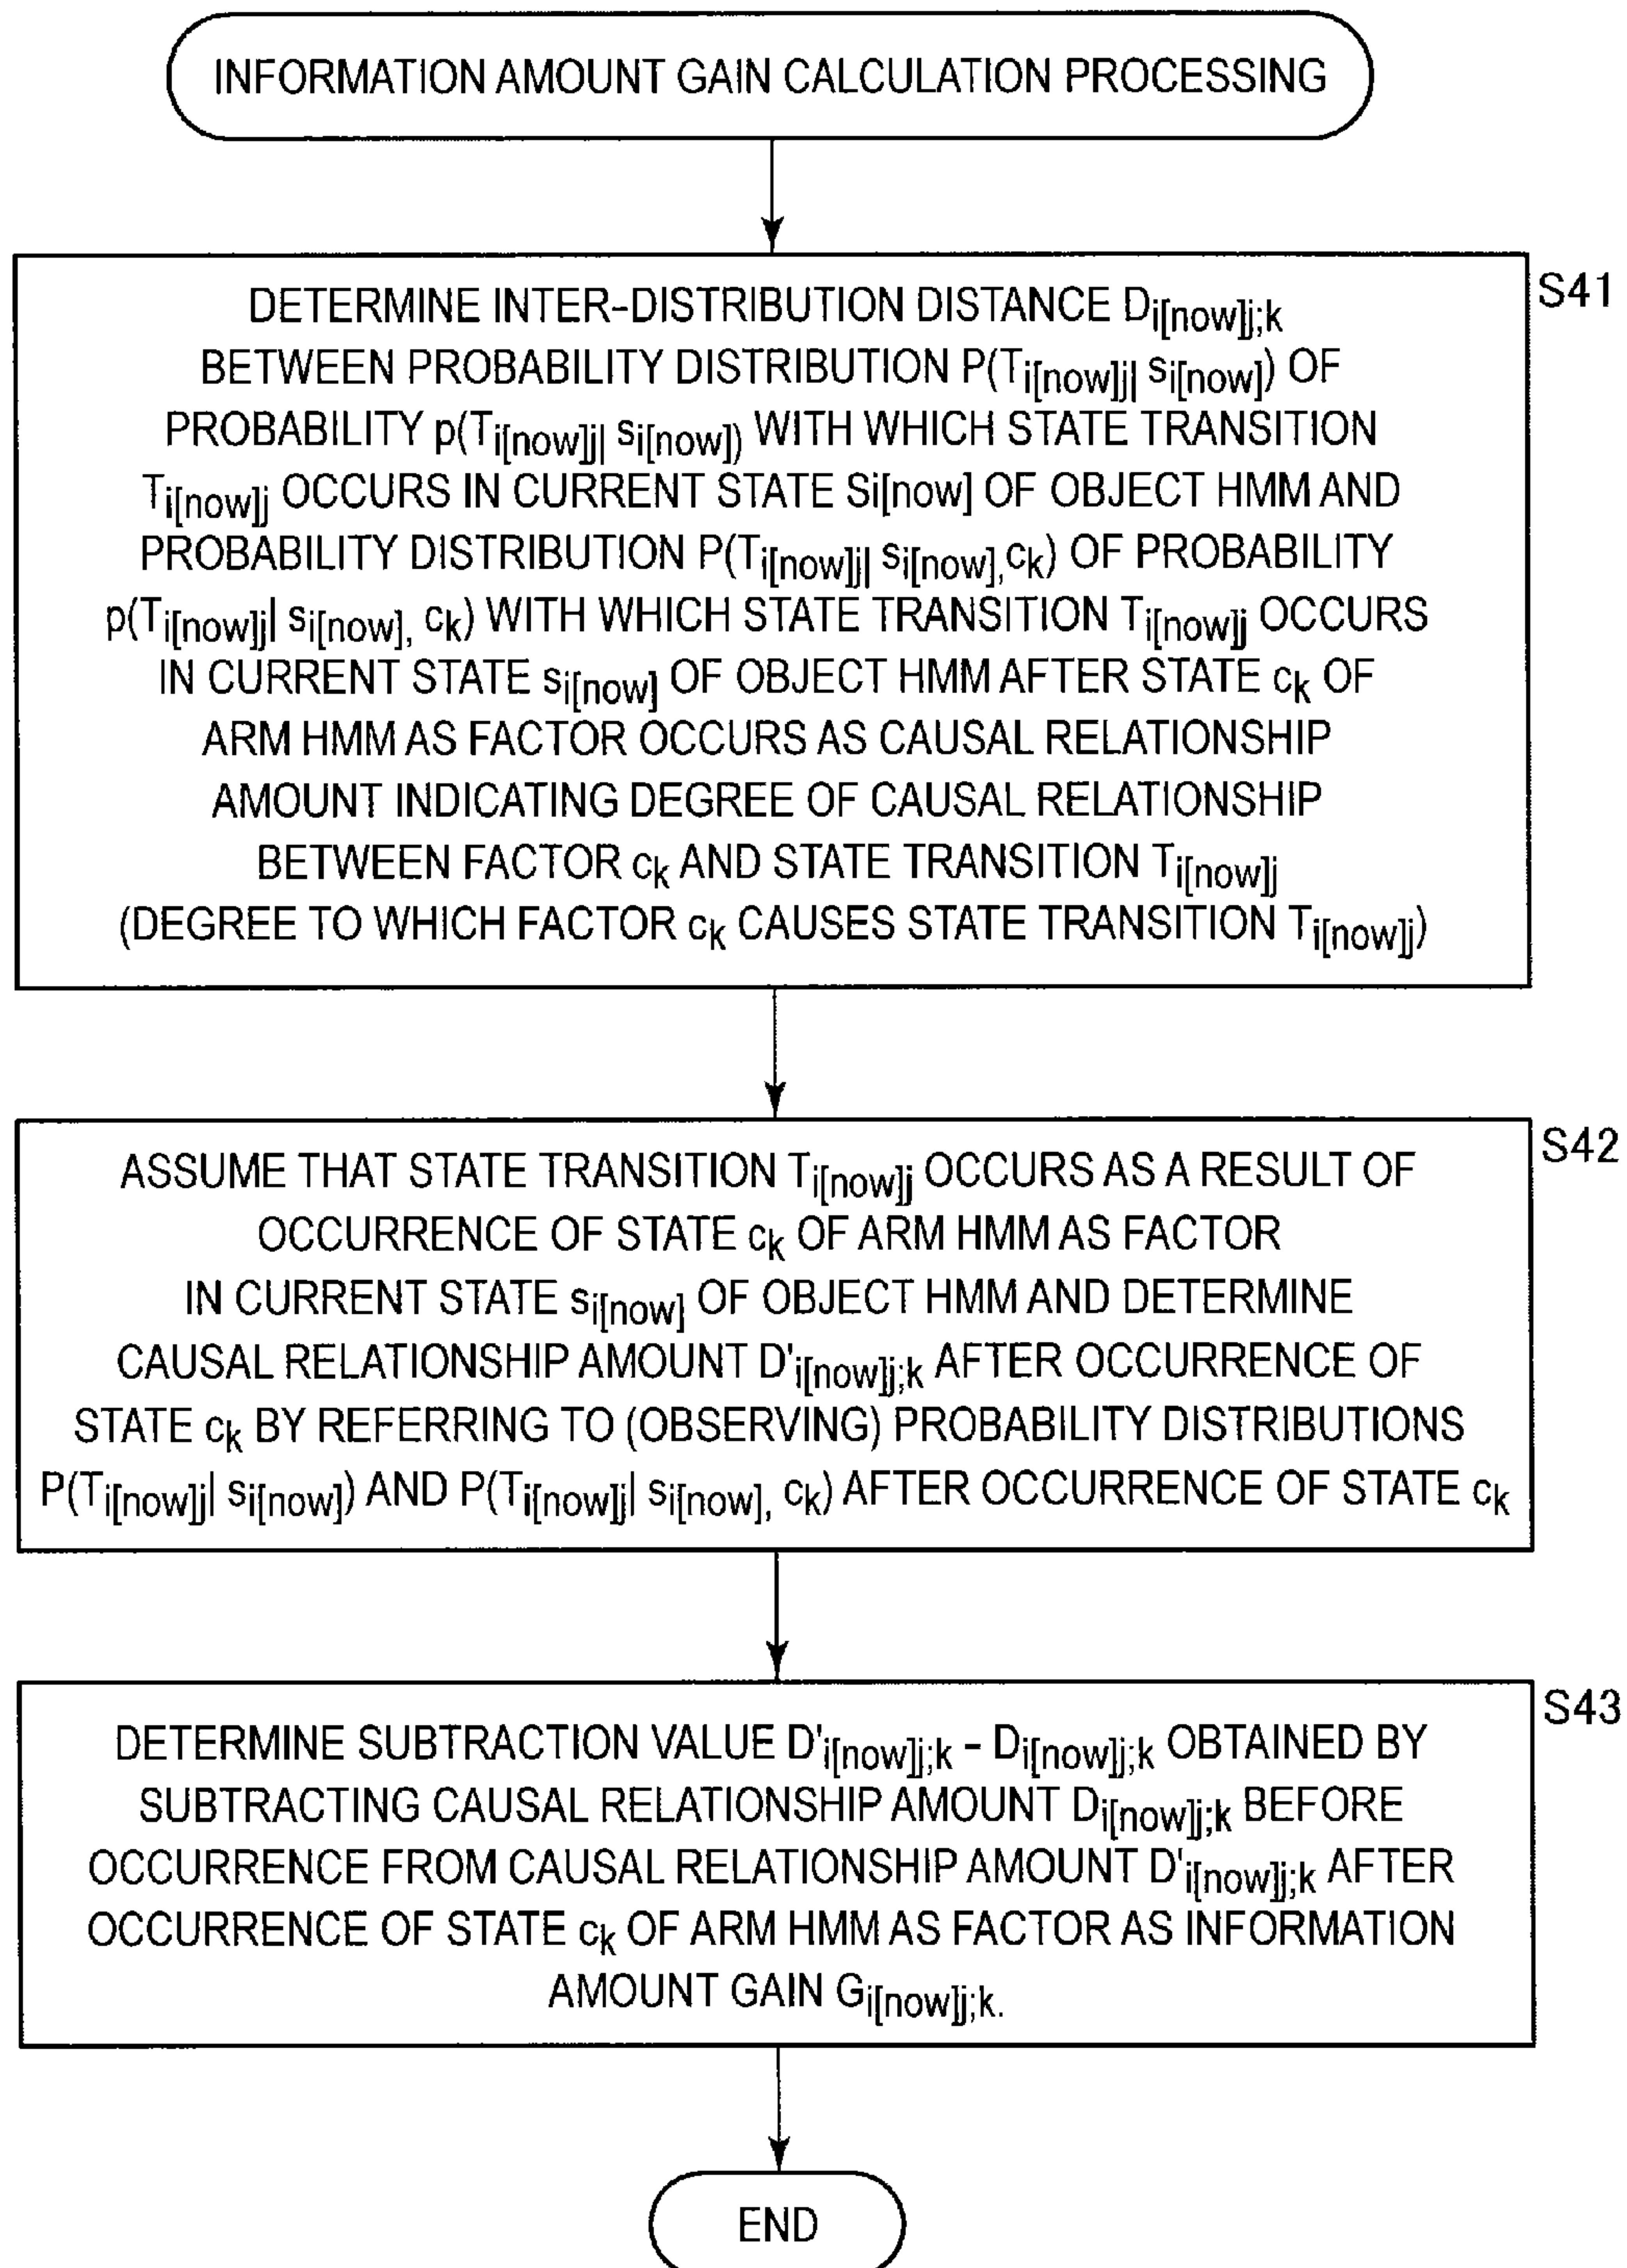 INFORMATION AMOUNT GAIN CALCULATION PROCESSING
S41
DETERMINE INTER-DISTRIBUTION DISTANCE Di[now]j;k
BETWEEN PROBABILITY DISTRIBUTION P(Ti[now]j| si[now]) OF
PROBABILITY p(Ti[now]j| si[now]) WITH WHICH STATE TRANSITION
Ti[now]j OCCURS IN CURRENT STATE Si[now] OF OBJECT HMM AND
PROBABILITY DISTRIBUTION P(Ti[now]j| si[now],ck) OF PROBABILITY
p(Ti[now]j| si[now], ck) WITH WHICH STATE TRANSITION Ti[now]j OCCURS
IN CURRENT STATE si[now] OF OBJECT HMM AFTER STATE ck OF
ARM HMM AS FACTOR OCCURS AS CAUSAL RELATIONSHIP
AMOUNT INDICATING DEGREE OF CAUSAL RELATIONSHIP
BETWEEN FACTOR ck AND STATE TRANSITION Ti[now]j
(DEGREE TO WHICH FACTOR ck CAUSES STATE TRANSITION Ti[now]j)
S42
ASSUME THAT STATE TRANSITION Ti[now]j OCCURS AS A RESULT OF
OCCURRENCE OF STATE ck OF ARM HMM AS FACTOR
IN CURRENT STATE si[now] OF OBJECT HMM AND DETERMINE
CAUSAL RELATIONSHIP AMOUNT D'i[now]j;k AFTER OCCURRENCE OF
STATE ck BY REFERRING TO (OBSERVING) PROBABILITY DISTRIBUTIONS
P(Ti[now]j| si[now]) AND P(Ti[now]j| si[now], ck) AFTER OCCURRENCE OF STATE ck
S43
DETERMINE SUBTRACTION VALUE D'i[now]j;k - Di[now]j;k OBTAINED BY
SUBTRACTING CAUSAL RELATIONSHIP AMOUNT Di[now]j;k BEFORE
OCCURRENCE FROM CAUSAL RELATIONSHIP AMOUNT D'i[now]j;k AFTER
OCCURRENCE OF STATE ck OF ARM HMM AS FACTOR AS INFORMATION
AMOUNT GAIN Gi[now]j;k.
END